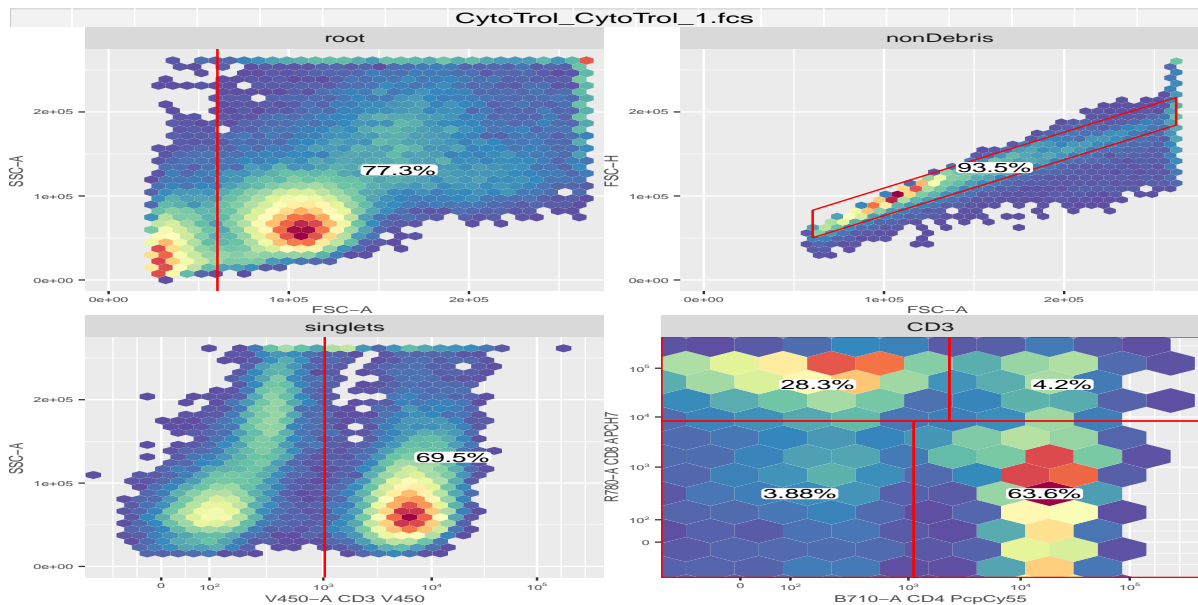 CytoTrol_CytoTrol_1.fcs
root
nonDebris
SSC-A
2e+05
1e+05
0e+00
77.3%
0e+00
1e+05
2e+05
FSC-A
FSC-H
2e+05
1e+05
0e+00
93.5%
0e+00
1e+05
2e+05
FSC-A
singlets
CD3
SSC-A
2e+05
1e+05
0e+00
69.5%
0
10²
10³
10⁴
10⁵
V450-A CD3 V450
R780-A CD8 APCH7
10⁵
10⁴
10³
10²
0
28.3%
4.2%
3.88%
63.6%
0
10²
10³
10⁴
10⁵
B710-A CD4 PcpCy55